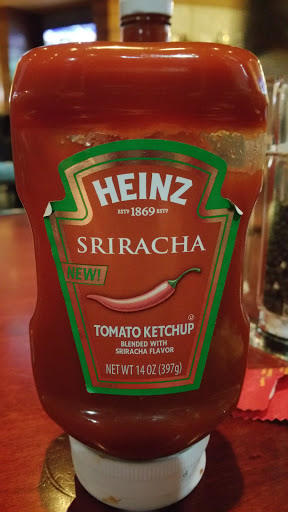 HEINZ
ESTD 1869 ESTD
SRIRACHA
NEW!
TOMATO KETCHUP
BLENDED WITH
SRIRACHA FLAVOR
NET WT 14 OZ (397g)